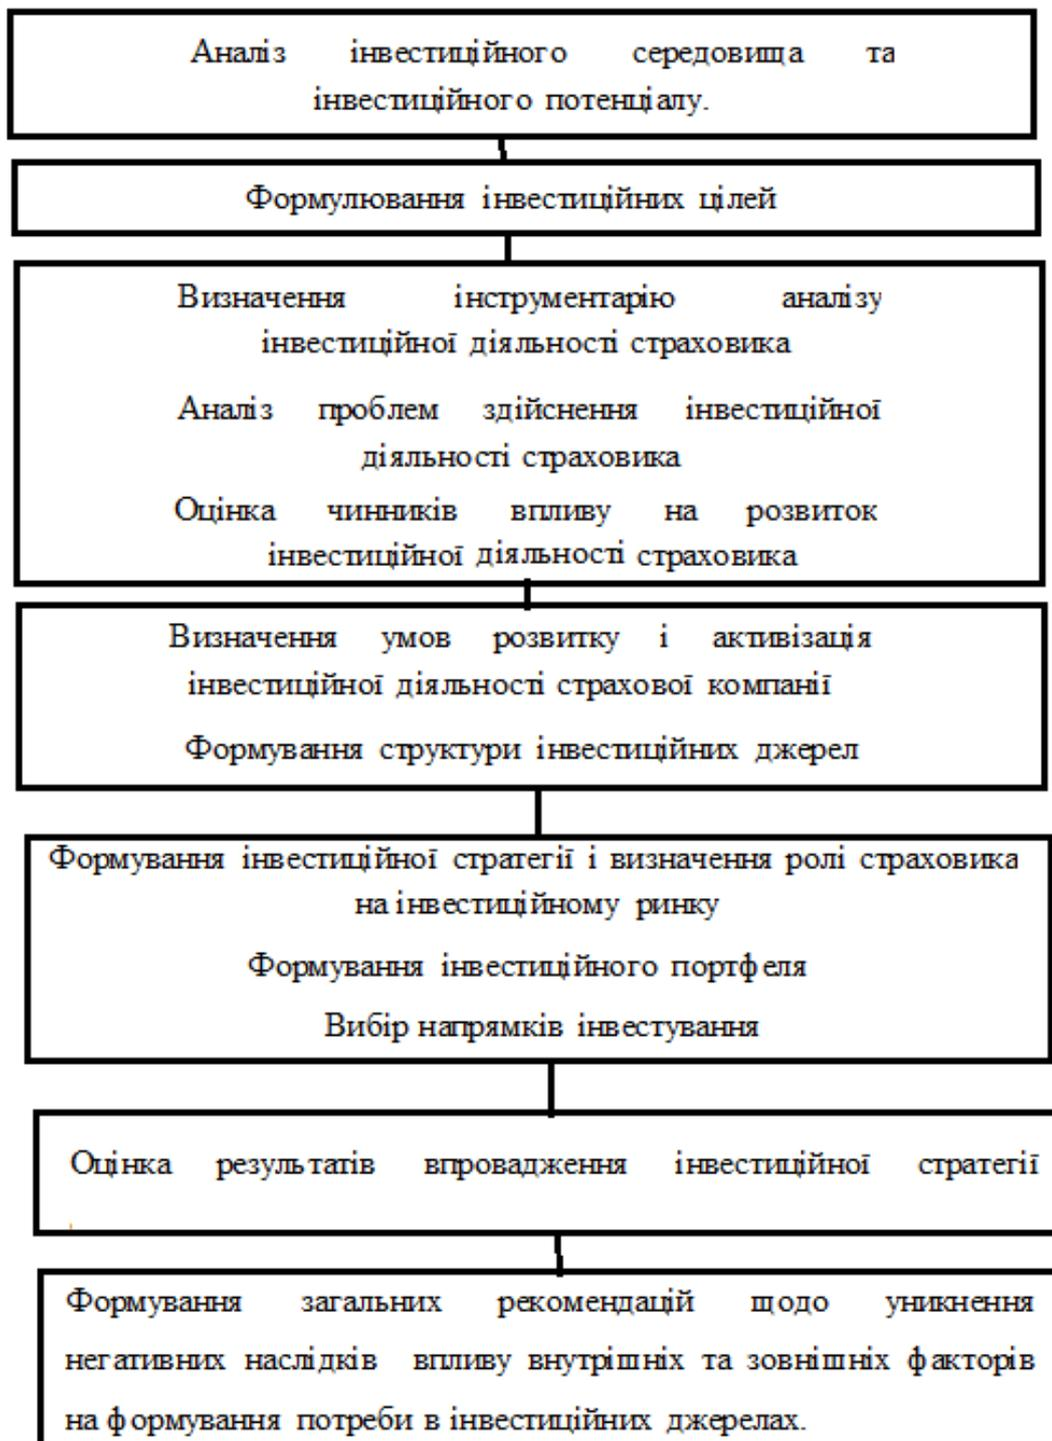 Аналіз інвестиційного середовища та
інвестиційного потенціалу.
Формулювання інвестиційних цілей
Визначення інструментарію аналізу
інвестиційної діяльності страховика
Аналіз проблем здійснення інвестиційної
діяльності страховика
Оцінка чинників впливу на розвиток
інвестиційної діяльності страховика
Визначення умов розвитку і активізація
інвестиційної діяльності страхової компанії
Формування структури інвестиційних джерел
Формування інвестиційної стратегії і визначення ролі страховика
на інвестиційному ринку
Формування інвестиційного портфеля
Вибір напрямків інвестування
Оцінка результатів впровадження інвестиційної стратегії
Формування загальних рекомендацій щодо уникнення
негативних наслідків впливу внутрішніх та зовнішніх факторів
на формування потреби в інвестиційних джерелах.